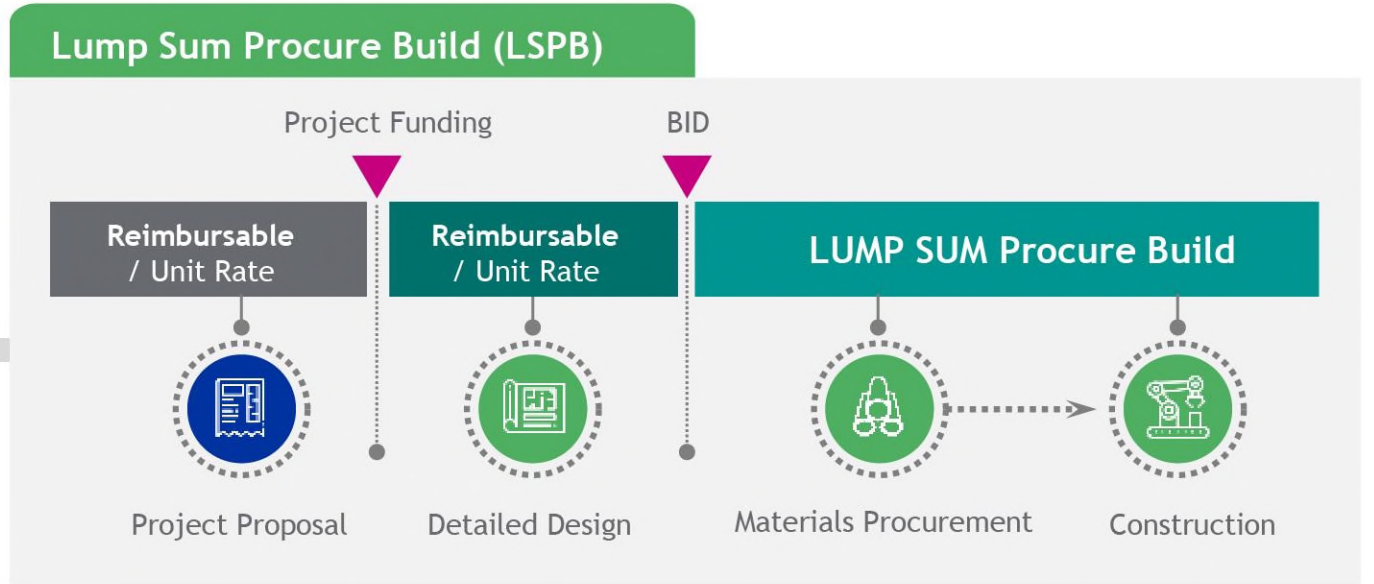 Lump Sum Procure Build (LSPB)
Project Funding
BID
Reimbursable
/ Unit Rate
Reimbursable
/ Unit Rate
LUMP SUM Procure Build
Project Proposal
Detailed Design
Materials Procurement
Construction